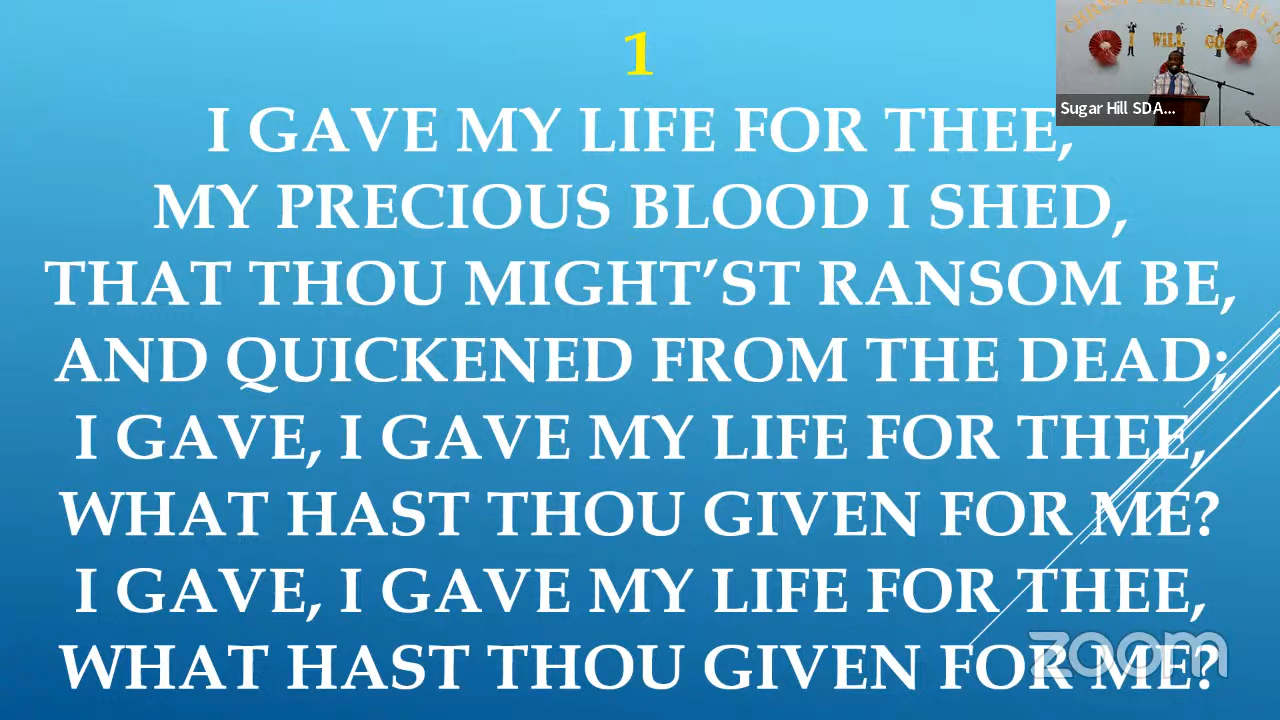 1
I GAVE MY LIFE FOR THEE,
MY PRECIOUS BLOOD I SHED,
THAT THOU MIGHT’ST RANSOM BE,
AND QUICKENED FROM THE DEAD;
I GAVE, I GAVE MY LIFE FOR THEE,
WHAT HAST THOU GIVEN FOR ME?
I GAVE, I GAVE MY LIFE FOR THEE,
WHAT HAST THOU GIVEN FOR ME?
I WILL GO
Sugar Hill SDA...
zoom